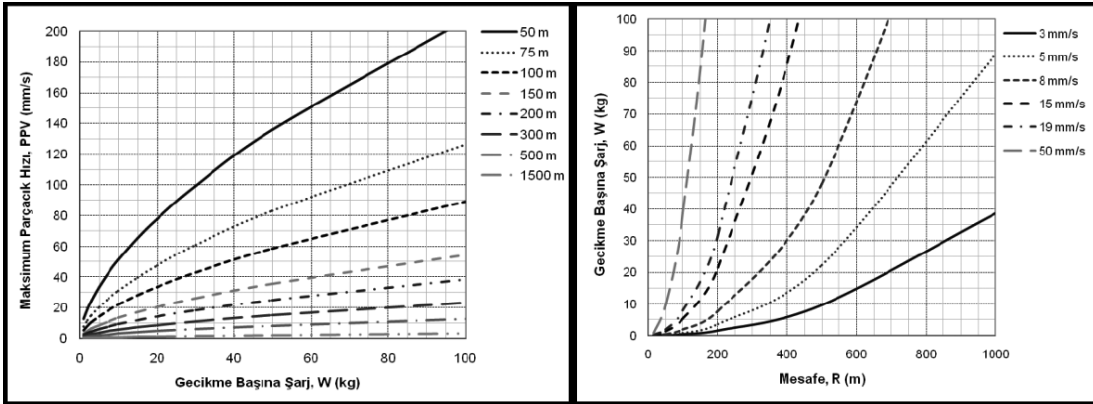 Maksimum Parçacık Hızı, PPV (mm/s)
200
180
160
140
120
100
80
60
40
20
0
0 20 40 60 80 100
Gecikme Başına Şarj, W (kg)
50 m
75 m
100 m
150 m
200 m
300 m
500 m
1500 m
Gecikme Başına Şarj, W (kg)
100
90
80
70
60
50
40
30
20
10
0
0 200 400 600 800 1000
Mesafe, R (m)
3 mm/s
5 mm/s
8 mm/s
15 mm/s
19 mm/s
50 mm/s